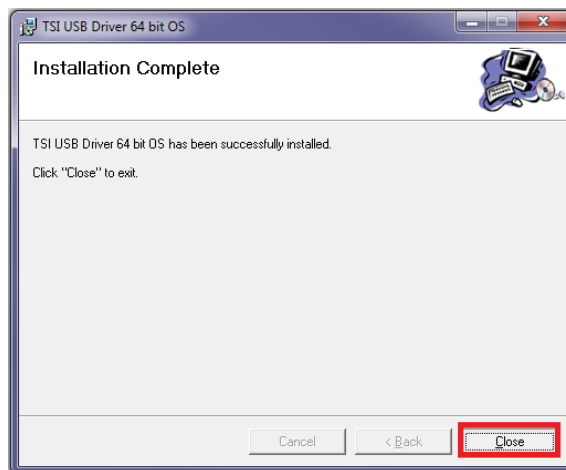 TSI USB Driver 64 bit OS
Installation Complete
TSI USB Driver 64 bit OS has been successfully installed.
Click "Close" to exit.
Cancel
< Back
Close